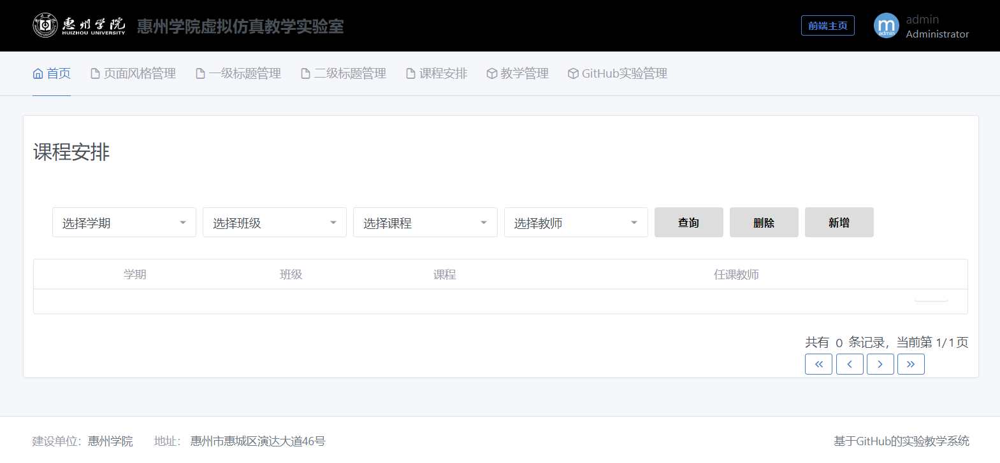 惠州学院
HUIZHOU UNIVERSITY
惠州学院虚拟仿真教学实验室
前端主页
m
admin
admin
Administrator
首页 页面风格管理 一级标题管理 二级标题管理 课程安排 教学管理 GitHub实验管理
课程安排
选择学期 选择班级 选择课程 选择教师 查询 删除 新增
学期 班级 课程 任课教师
共有 0 条记录，当前第 1/1页
建设单位：惠州学院 地址： 惠州市惠城区演达大道46号 基于GitHub的实验教学系统